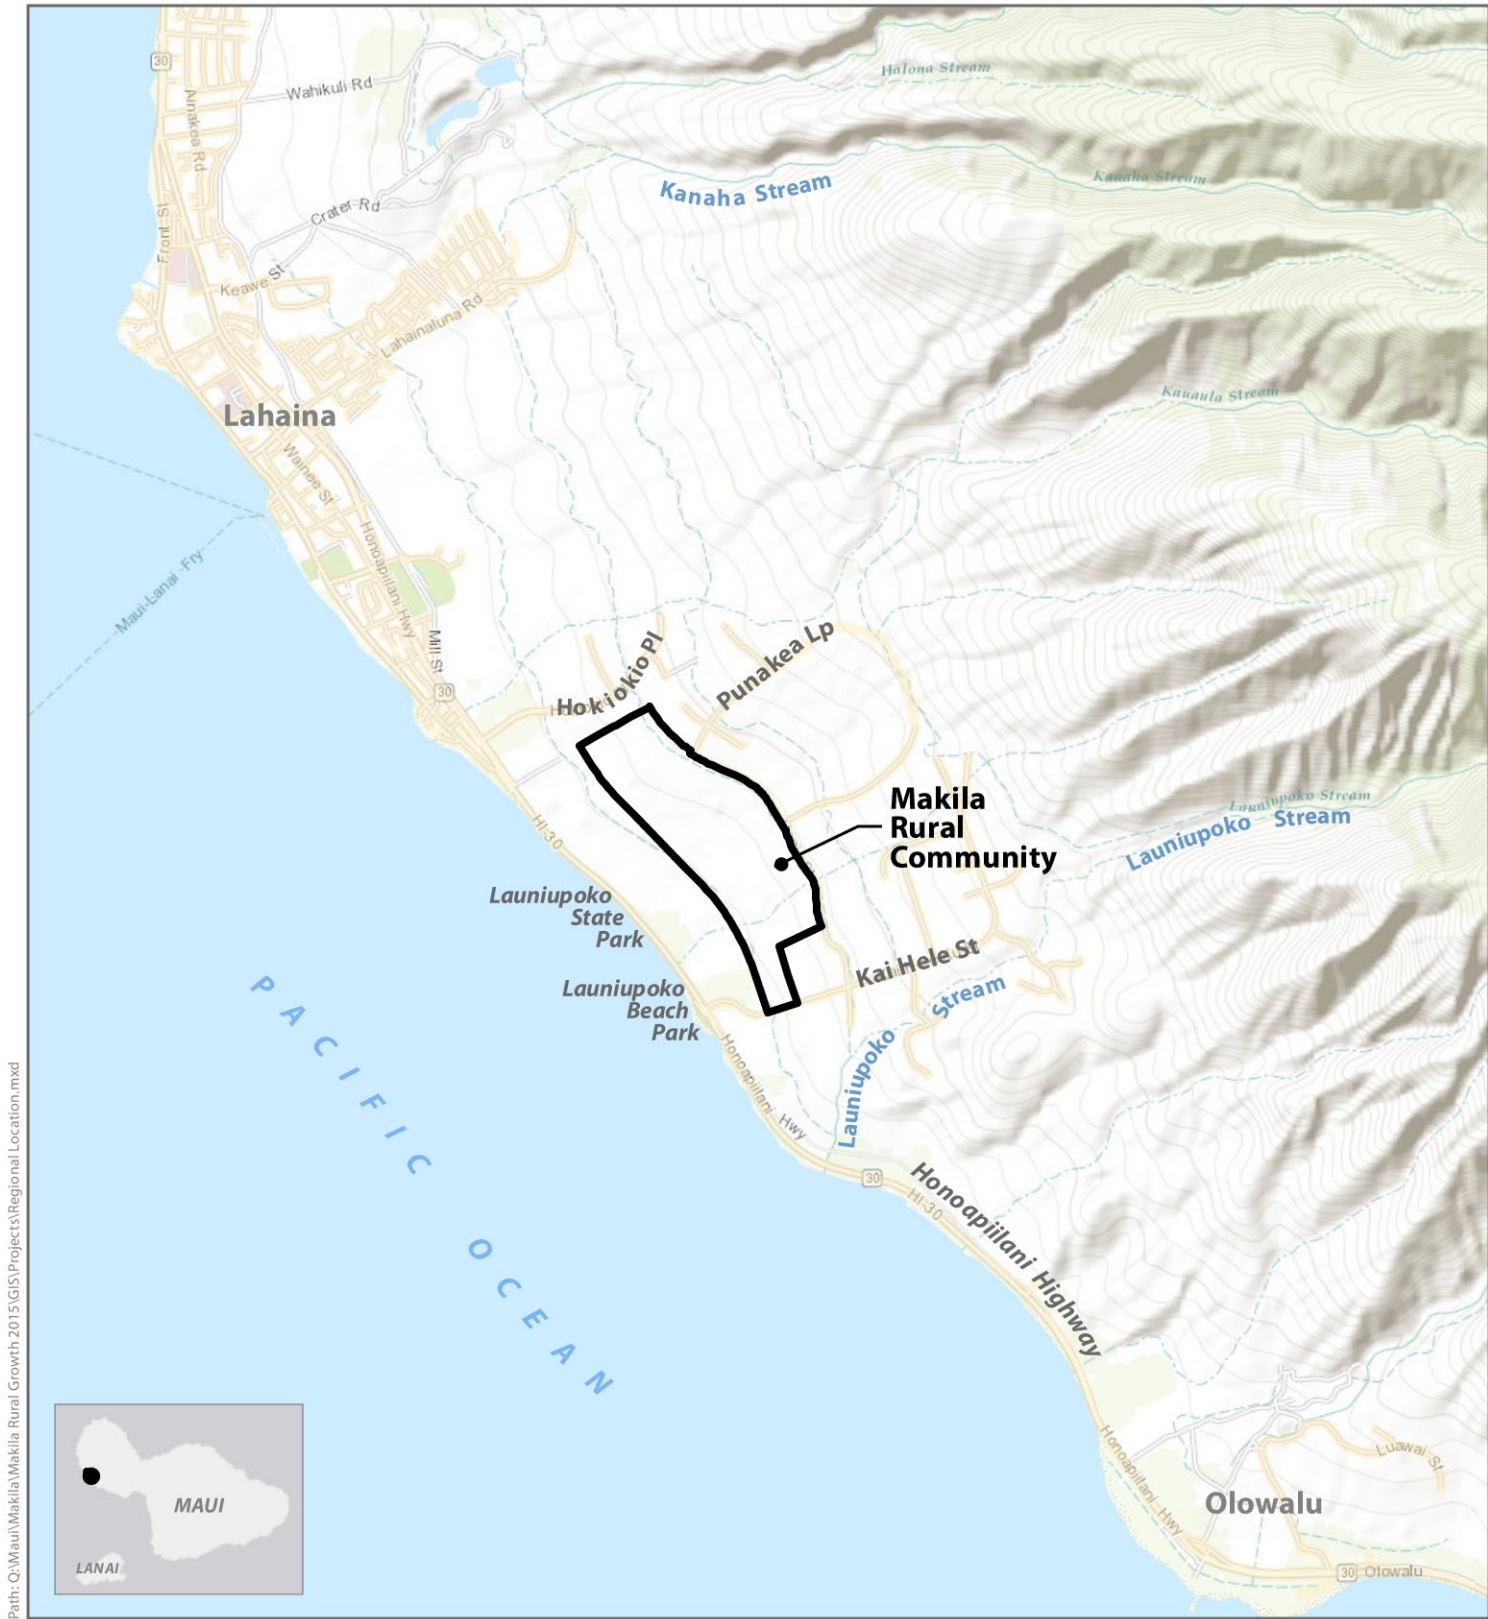 30
Wahikuli Rd
Halona Stream
Ainakea Rd
Kanaha Stream
Kanaha Stream
Crater Rd
Front St
Keawe St
Lahainaluna Rd
Kauaula Stream
Lahaina
Wainee St
Honoapiilani Hwy
Maui-Lanai -Fry
Mill St
30
Hokiokio Pl
Punakea Lp
Makila
Rural
Community
Launiupoko Stream
Launiupoko Stream
HI-30
Launiupoko
State
Park
Kai Hele St
Launiupoko
Beach
Park
Launiupoko Stream
Honoapiilani Hwy
PACIFIC OCEAN
30
HI-30
Honoapiilani Highway
Honoapiilani Hwy
Luawai St
Olowalu
30 Olowalu
MAUI
LANAI
Path: Q:\Maui\Makila\Makila Rural Growth 2015\GIS\Projects\Regional Location.mxd